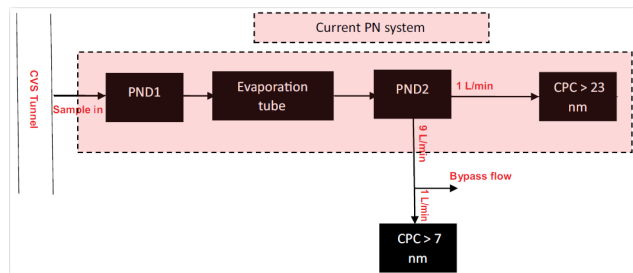 Current PN system
CVS Tunnel
Sample in
PND1
Evaporation
tube
PND2
1 L/min
CPC > 23
nm
9 L/min
Bypass flow
1 L/min
CPC > 7
nm